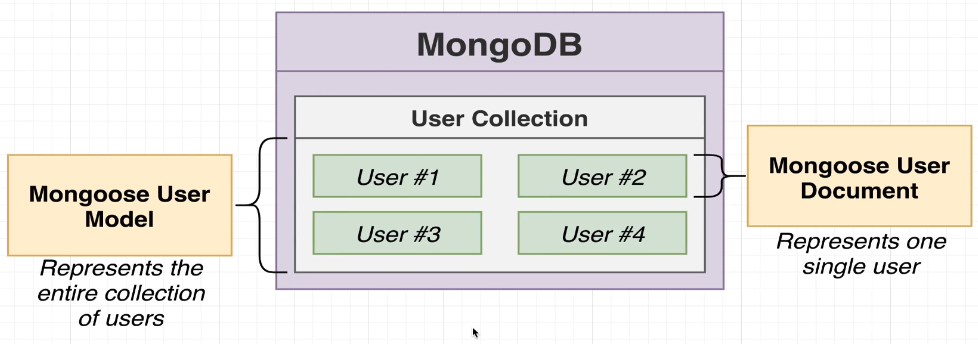 MongoDB
User Collection
User #1
User #2
User #3
User #4
Mongoose User
Model
Represents the
entire collection
of users
Mongoose User
Document
Represents one
single user